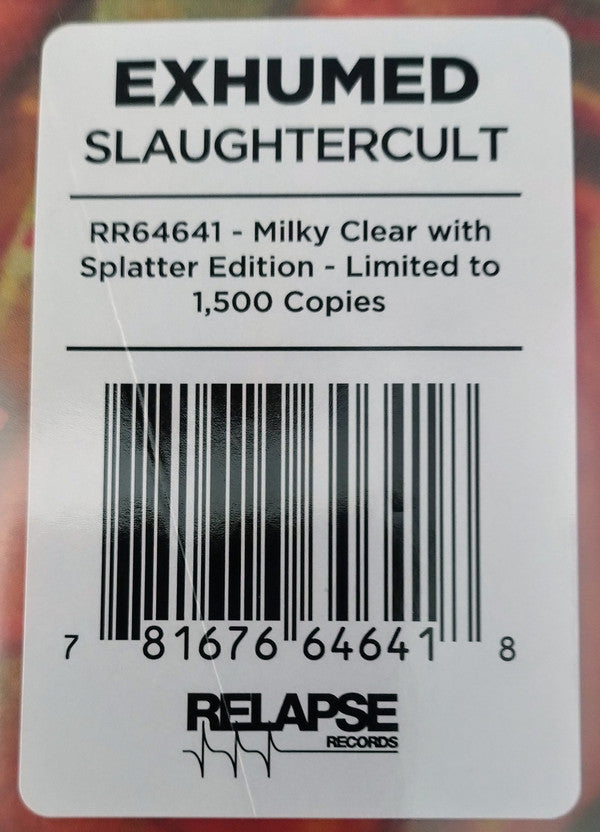 EXHUMED
SLAUGHTERCULT
RR64641 - Milky Clear with
Splatter Edition - Limited to
1,500 Copies
7 81676 64641 8
RELAPSE
RECORDS